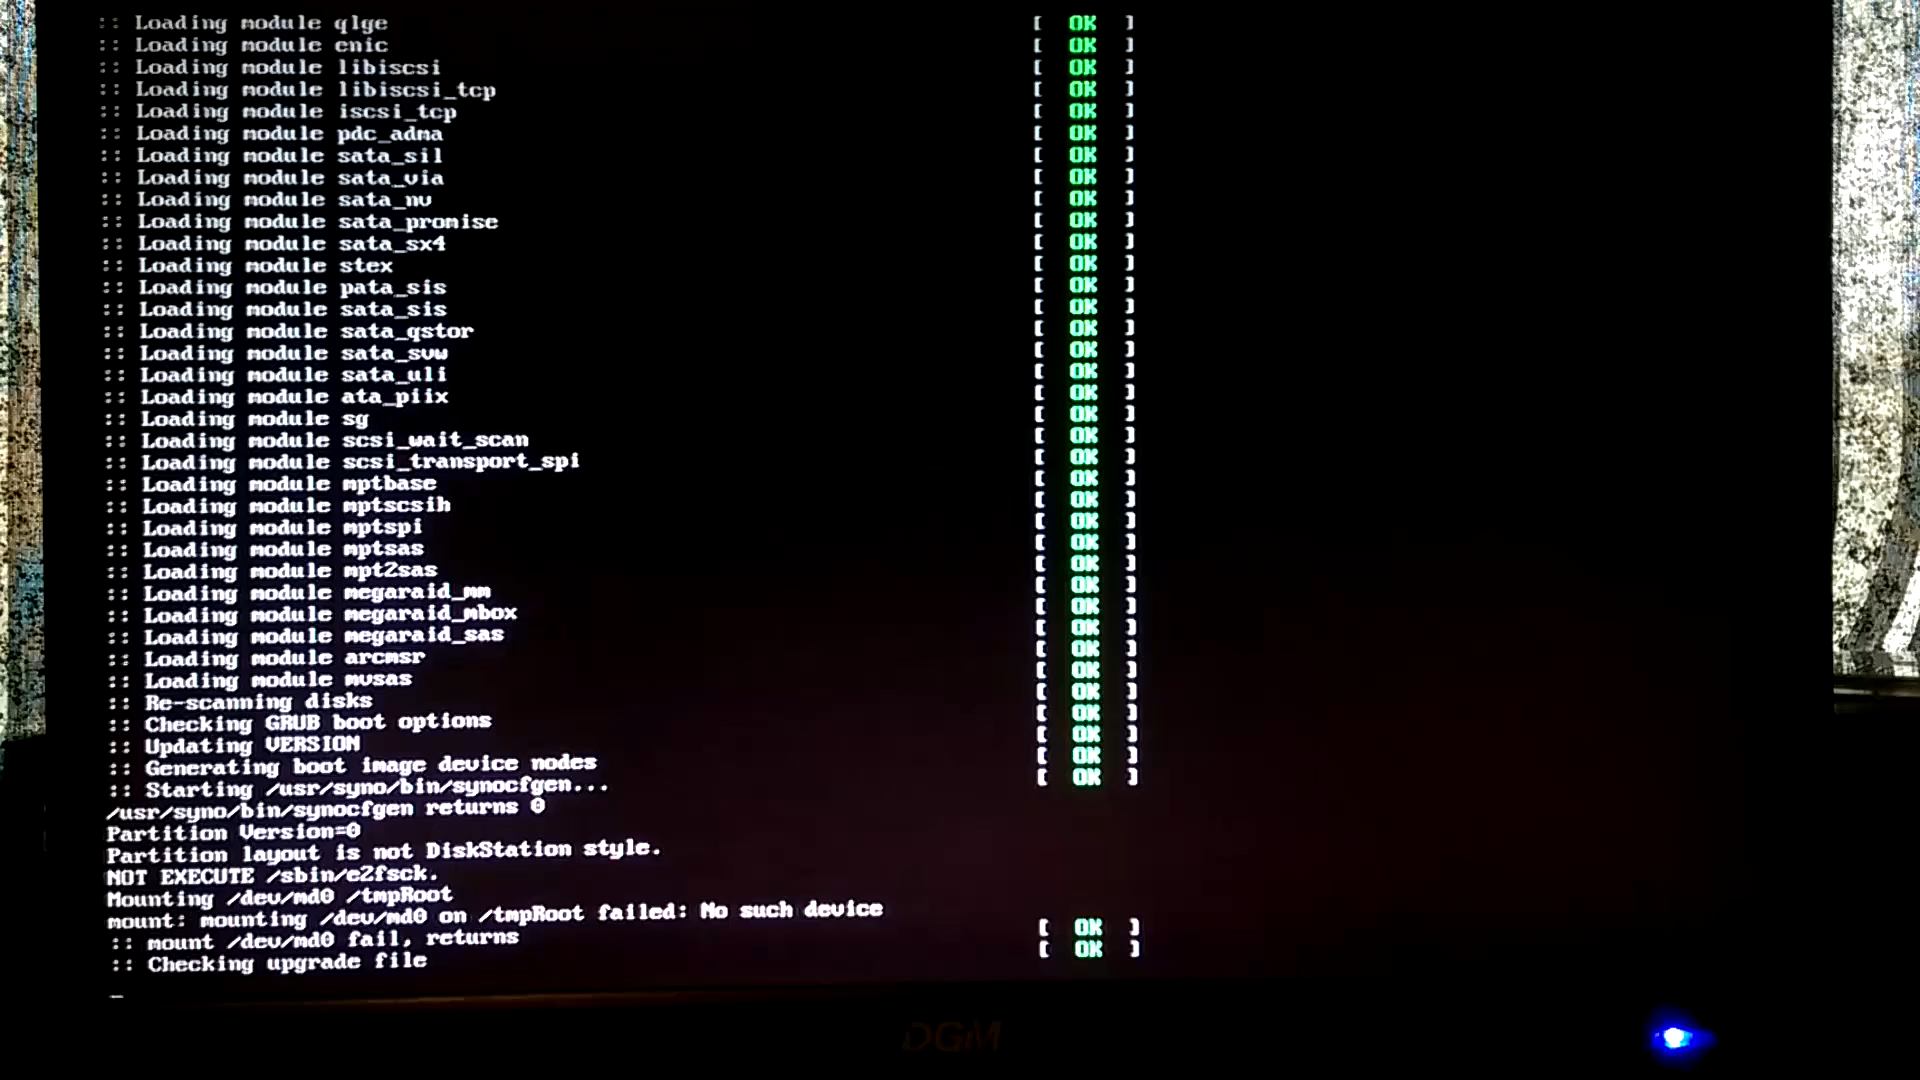 :: Loading module qlge [ OK ]
:: Loading module enic [ OK ]
:: Loading module libiscsi [ OK ]
:: Loading module libiscsi_tcp [ OK ]
:: Loading module iscsi_tcp [ OK ]
:: Loading module pdc_adma [ OK ]
:: Loading module sata_sil [ OK ]
:: Loading module sata_via [ OK ]
:: Loading module sata_nv [ OK ]
:: Loading module sata_promise [ OK ]
:: Loading module sata_sx4 [ OK ]
:: Loading module stex [ OK ]
:: Loading module pata_sis [ OK ]
:: Loading module sata_sis [ OK ]
:: Loading module sata_qstor [ OK ]
:: Loading module sata_svw [ OK ]
:: Loading module sata_uli [ OK ]
:: Loading module ata_piix [ OK ]
:: Loading module sg [ OK ]
:: Loading module scsi_wait_scan [ OK ]
:: Loading module scsi_transport_spi [ OK ]
:: Loading module mptbase [ OK ]
:: Loading module mptscsih [ OK ]
:: Loading module mptspi [ OK ]
:: Loading module mptsas [ OK ]
:: Loading module mpt2sas [ OK ]
:: Loading module megaraid_mm [ OK ]
:: Loading module megaraid_mbox [ OK ]
:: Loading module megaraid_sas [ OK ]
:: Loading module arcmsr [ OK ]
:: Loading module mvsas [ OK ]
:: Re-scanning disks [ OK ]
:: Checking GRUB boot options [ OK ]
:: Updating VERSION [ OK ]
:: Generating boot image device nodes [ OK ]
:: Starting /usr/syno/bin/synocfgen... [ OK ]
/usr/syno/bin/synocfgen returns 0
Partition Version=0
Partition layout is not DiskStation style.
NOT EXECUTE /sbin/e2fsck.
Mounting /dev/md0 /tmpRoot
mount: mounting /dev/md0 on /tmpRoot failed: No such device
:: mount /dev/md0 fail, returns [ OK ]
:: Checking upgrade file [ OK ]
_
DGM